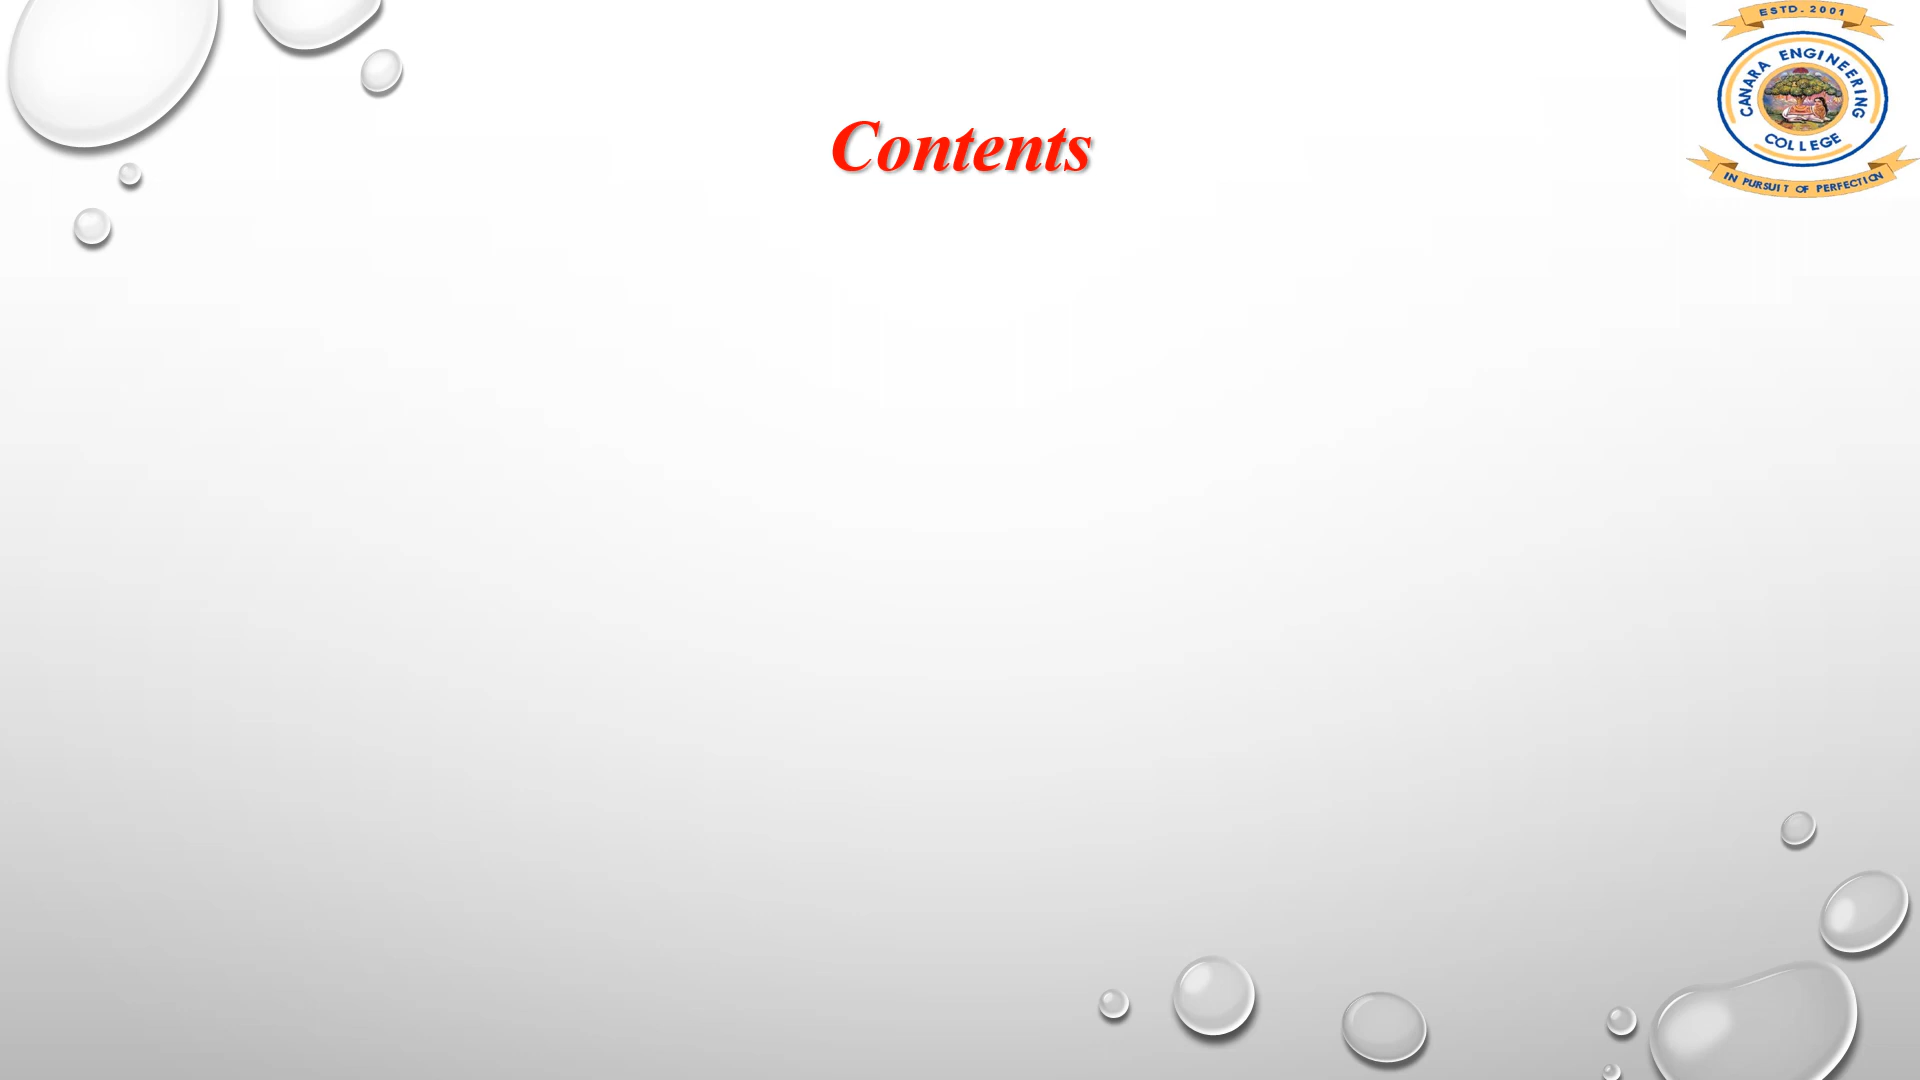 ESTD. 2001
CANARA ENGINEERING
COLLEGE
IN PURSUIT OF PERFECTION
Contents